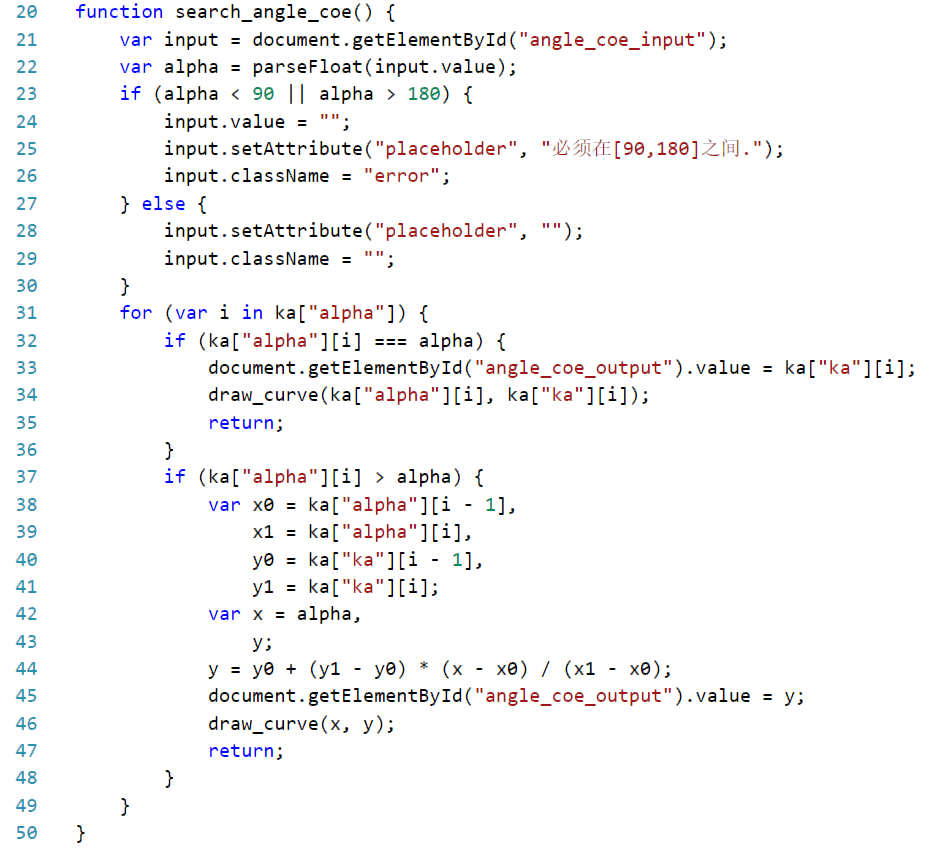 20 function search_angle_coe() {
21 var input = document.getElementById("angle_coe_input");
22 var alpha = parseFloat(input.value);
23 if (alpha < 90 || alpha > 180) {
24 input.value = "";
25 input.setAttribute("placeholder", "必须在[90,180]之间.");
26 input.className = "error";
27 } else {
28 input.setAttribute("placeholder", "");
29 input.className = "";
30 }
31 for (var i in ka["alpha"]) {
32 if (ka["alpha"][i] === alpha) {
33 document.getElementById("angle_coe_output").value = ka["ka"][i];
34 draw_curve(ka["alpha"][i], ka["ka"][i]);
35 return;
36 }
37 if (ka["alpha"][i] > alpha) {
38 var x0 = ka["alpha"][i - 1],
39 x1 = ka["alpha"][i],
40 y0 = ka["ka"][i - 1],
41 y1 = ka["ka"][i];
42 var x = alpha,
43 y;
44 y = y0 + (y1 - y0) * (x - x0) / (x1 - x0);
45 document.getElementById("angle_coe_output").value = y;
46 draw_curve(x, y);
47 return;
48 }
49 }
50 }